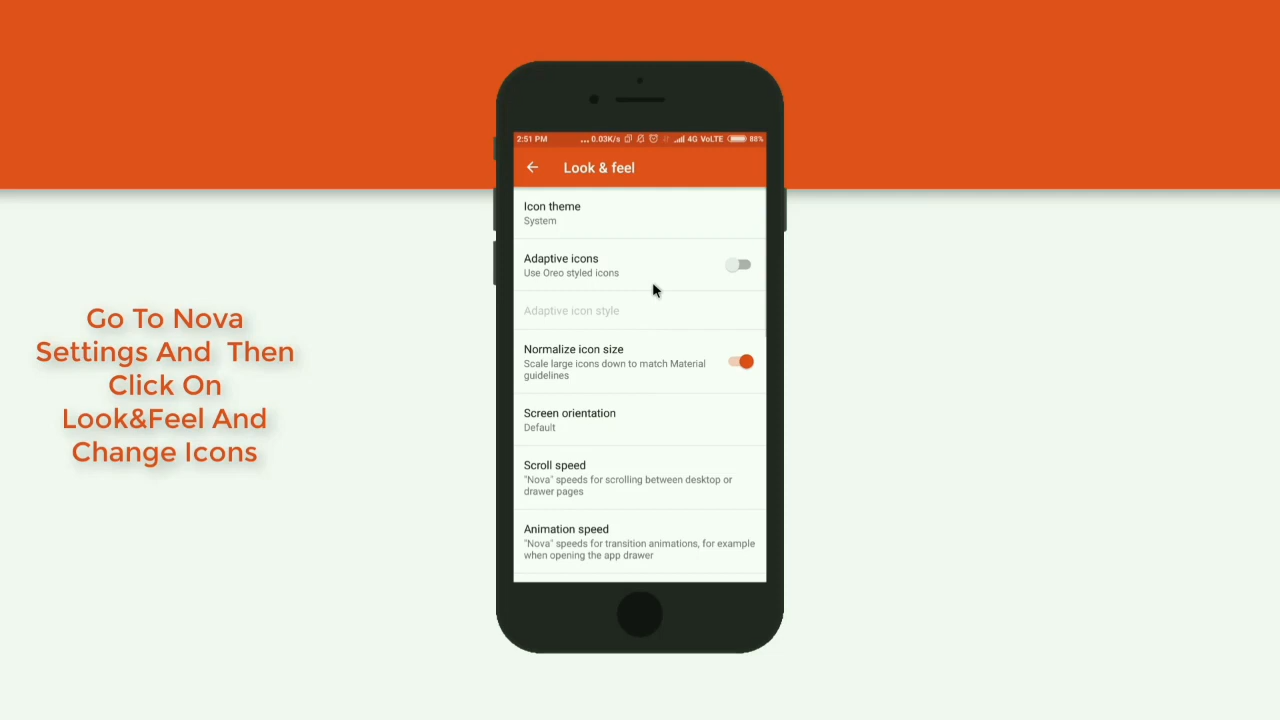 2:51 PM ... 0.03K/s 4G VoLTE 88%
Look & feel
Icon theme
System
Adaptive icons
Use Oreo styled icons
Adaptive icon style
Normalize icon size
Scale large icons down to match Material
guidelines
Screen orientation
Default
Scroll speed
"Nova" speeds for scrolling between desktop or
drawer pages
Animation speed
"Nova" speeds for transition animations, for example
when opening the app drawer
Go To Nova
Settings And Then
Click On
Look&Feel And
Change Icons